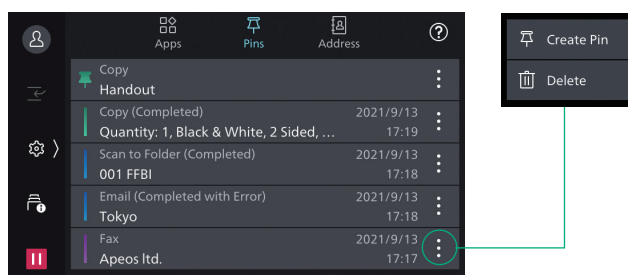 Apps
Pins
Address
Copy
Handout
Copy (Completed) 2021/9/13
Quantity: 1, Black & White, 2 Sided, ... 17:19
Scan to Folder (Completed) 2021/9/13
001 FFBI 17:18
Email (Completed with Error) 2021/9/13
Tokyo 17:18
Fax 2021/9/13
Apeos ltd. 17:17
Create Pin
Delete